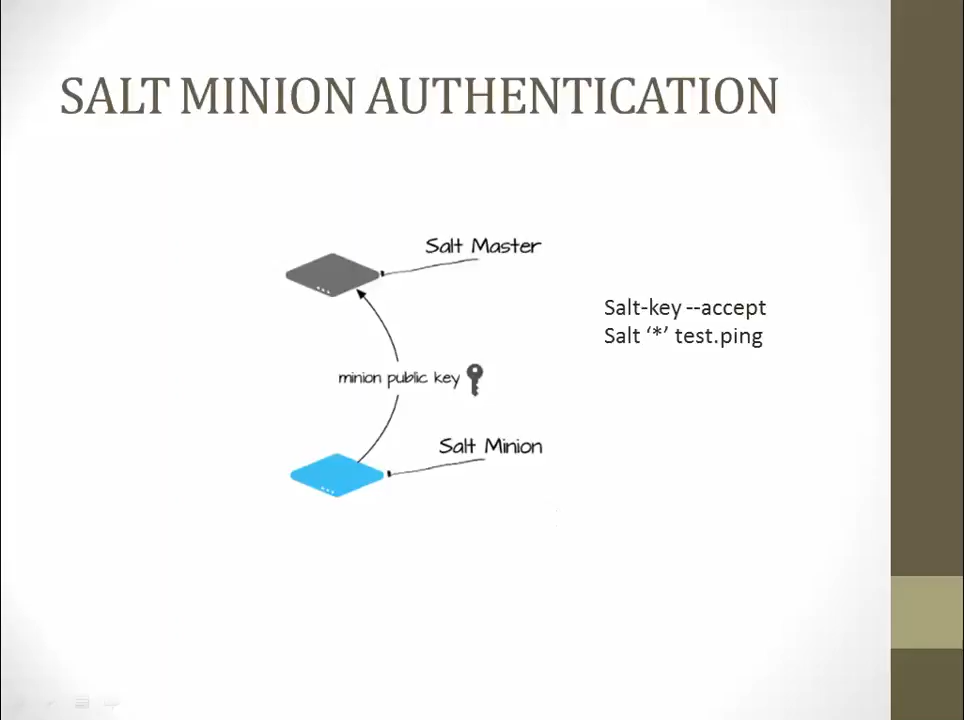 SALT MINION AUTHENTICATION
Salt Master
Salt-key --accept
Salt ‘*’ test.ping
minion public key
Salt Minion